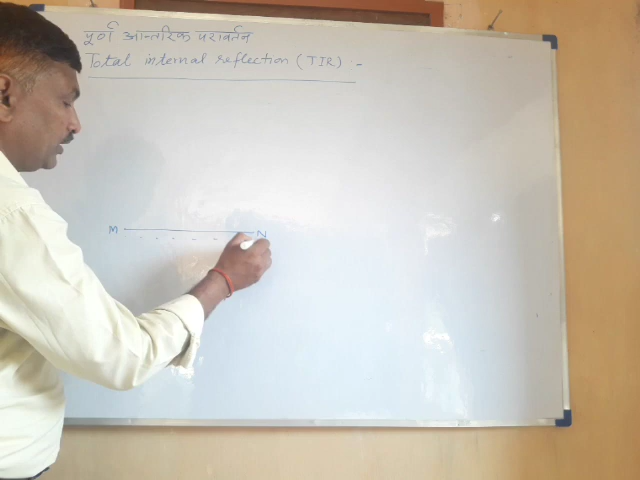 पूर्ण आन्तरिक परावर्तन
Total internal reflection (TIR) :-
M N